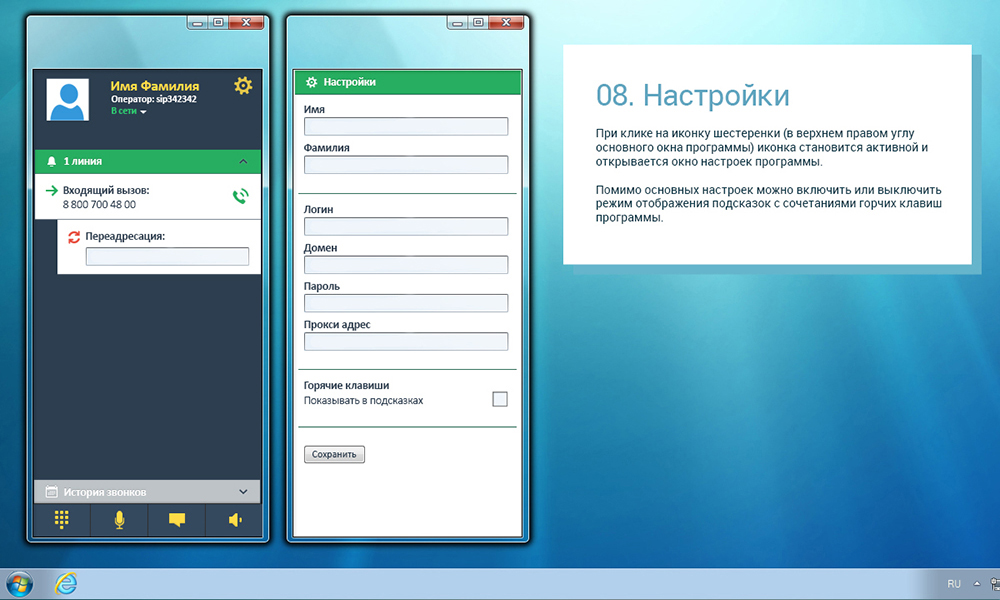 Имя Фамилия
Оператор: sip342342
В сети
1 линия
Входящий вызов:
8 800 700 48 00
Переадресация:
История звонков
Настройки
Имя
Фамилия
Логин
Домен
Пароль
Прокси адрес
Горячие клавиши
Показывать в подсказках
Сохранить
08. Настройки
При клике на иконку шестеренки (в верхнем правом углу
основного окна программы) иконка становится активной и
открывается окно настроек программы.
Помимо основных настроек можно включить или выключить
режим отображения подсказок с сочетаниями горчих клавиш
программы.
RU